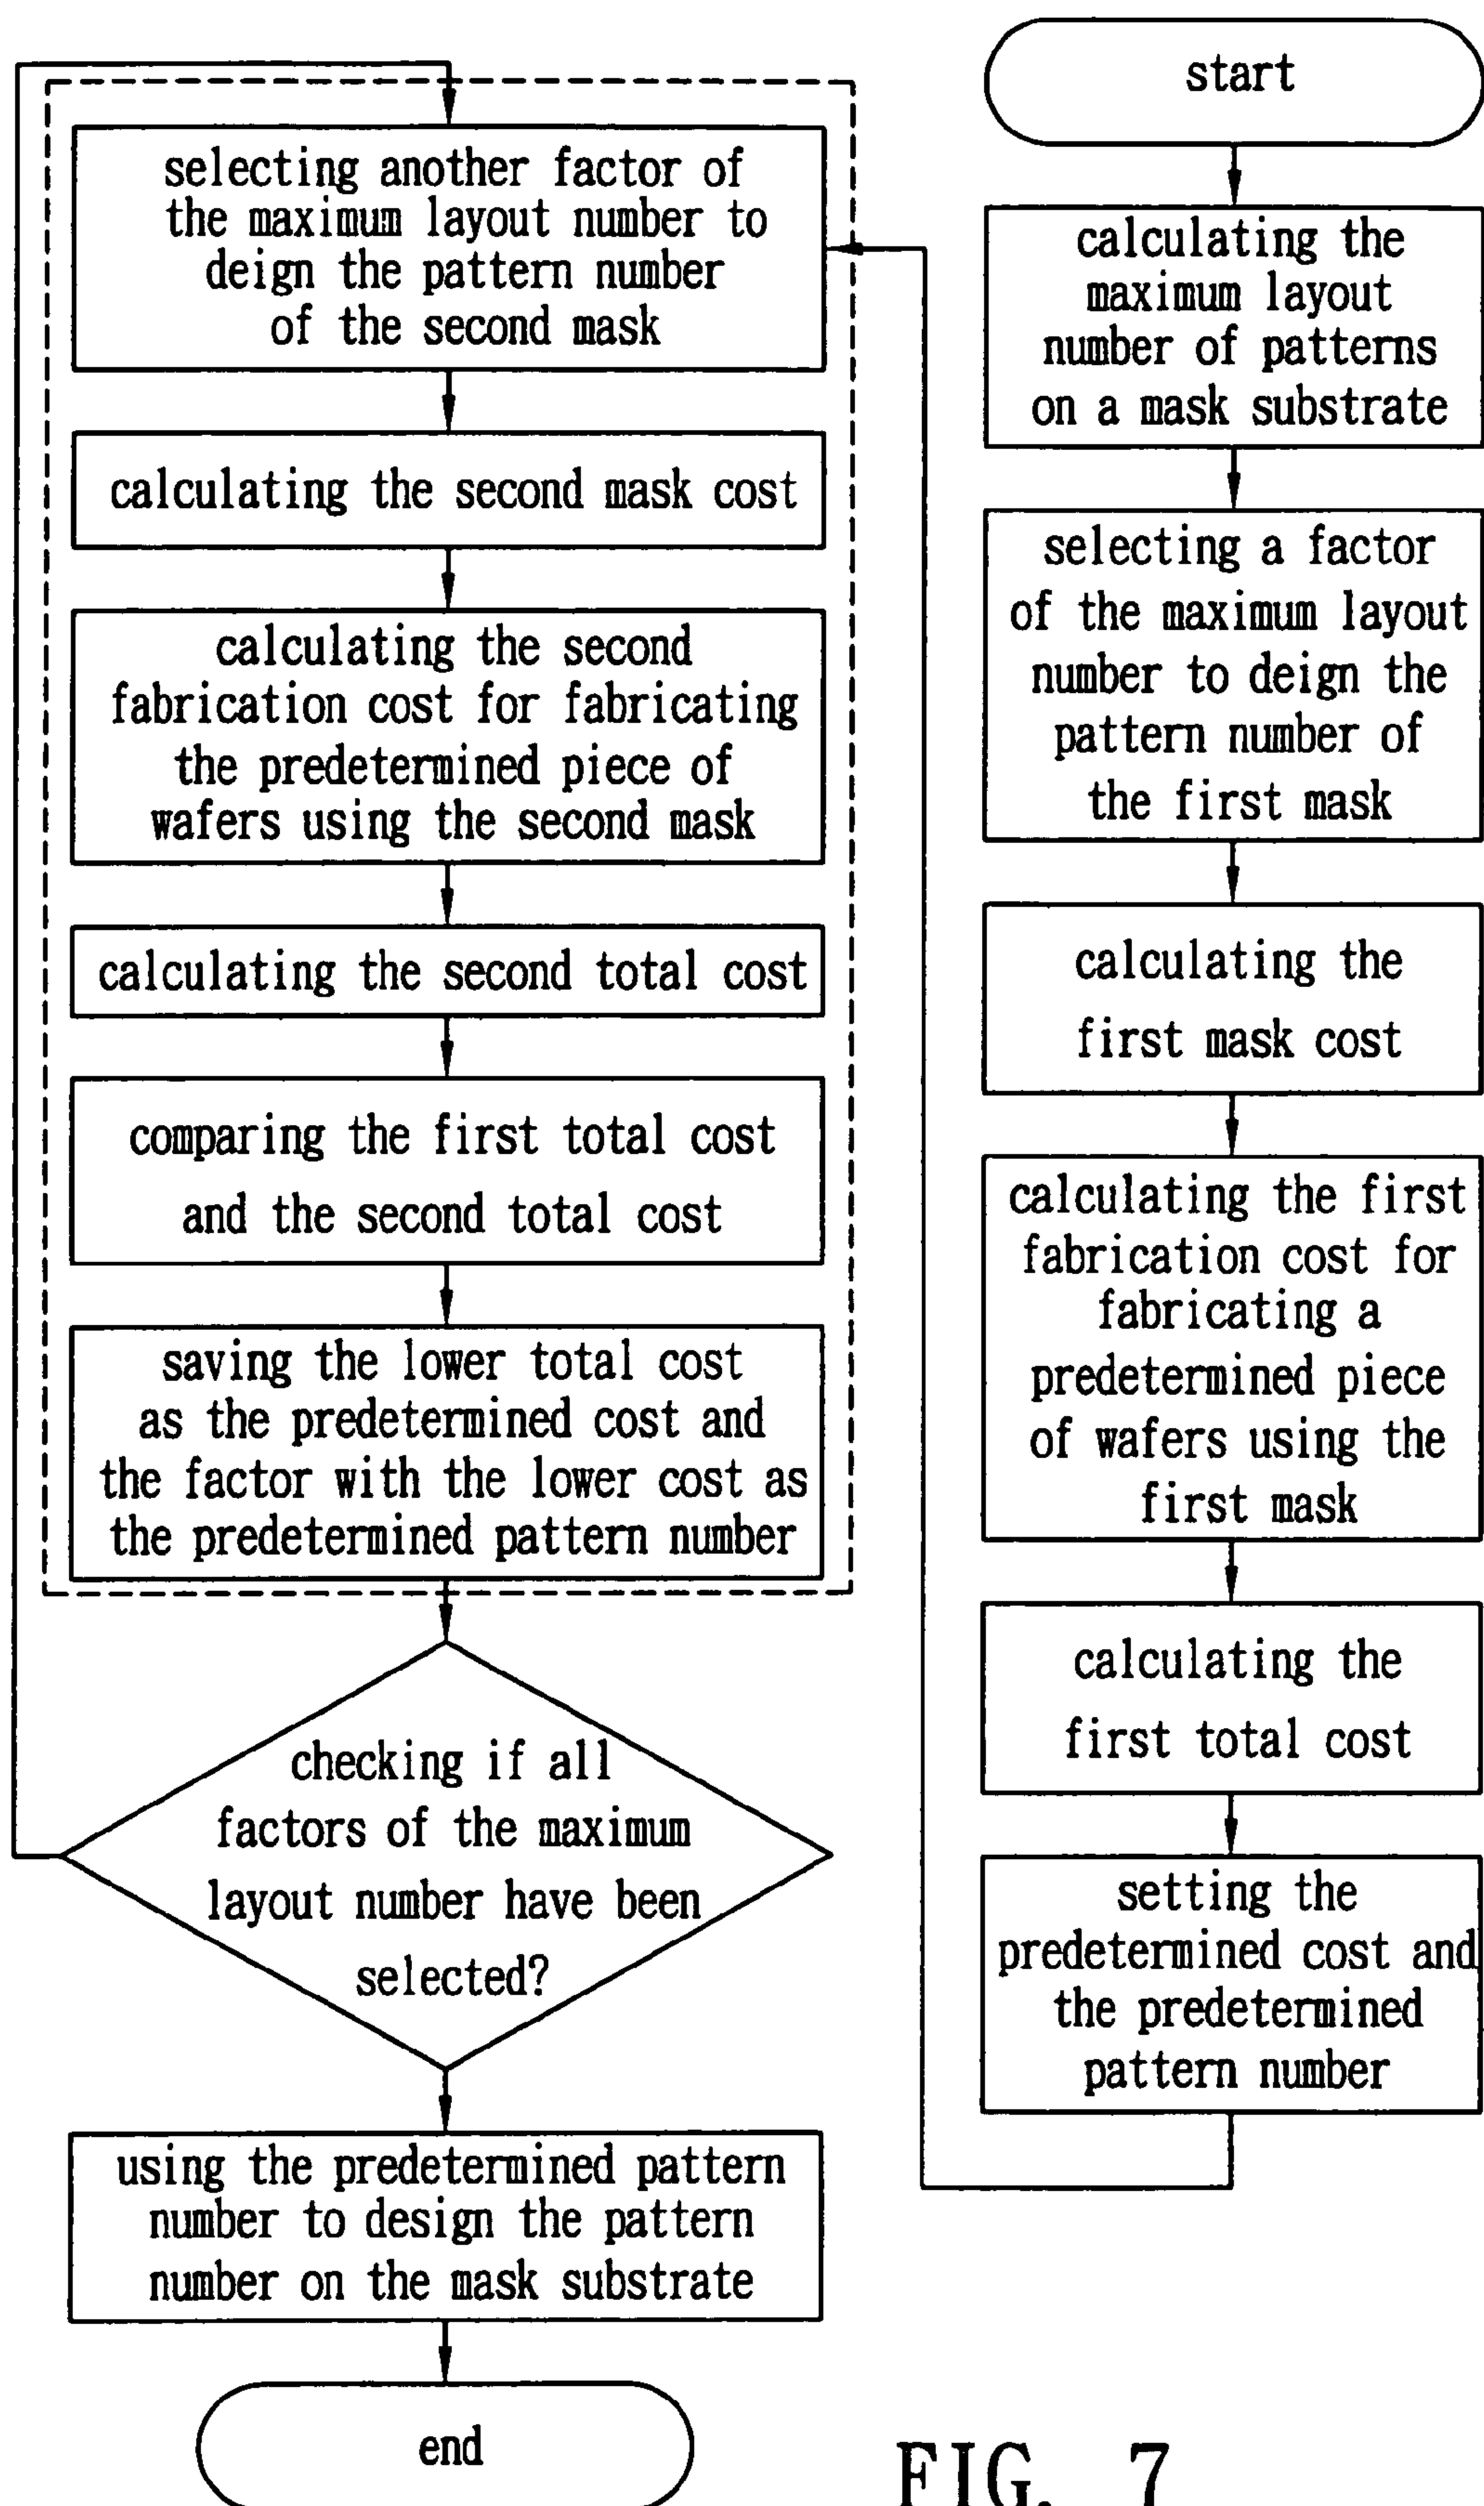 start
calculating the
maximum layout
number of patterns
on a mask substrate
selecting a factor
of the maximum layout
number to deign the
pattern number of
the first mask
calculating the
first mask cost
calculating the first
fabrication cost for
fabricating a
predetermined piece
of wafers using the
first mask
calculating the
first total cost
setting the
predetermined cost and
the predetermined
pattern number
selecting another factor of
the maximum layout number to
deign the pattern number
of the second mask
calculating the second mask cost
calculating the second
fabrication cost for fabricating
the predetermined piece of
wafers using the second mask
calculating the second total cost
comparing the first total cost
and the second total cost
saving the lower total cost
as the predetermined cost and
the factor with the lower cost as
the predetermined pattern number
checking if all
factors of the maximum
layout number have been
selected?
using the predetermined pattern
number to design the pattern
number on the mask substrate
end
FIG. 7